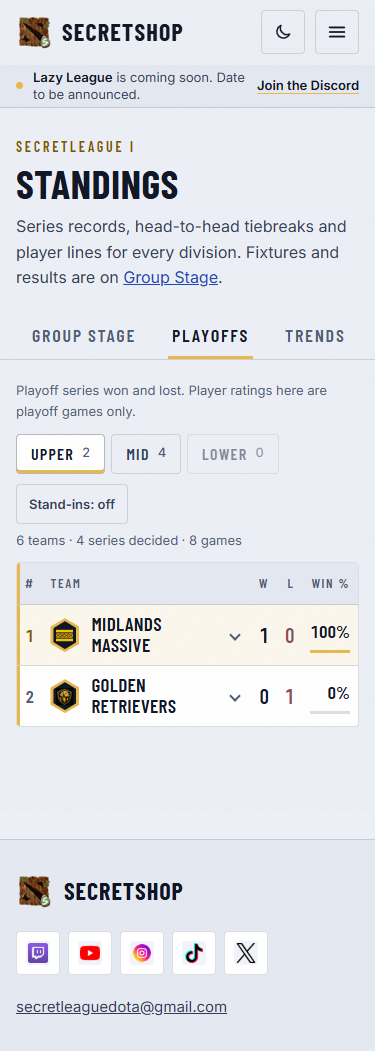 SECRETSHOP
Lazy League is coming soon. Date
to be announced.
Join the Discord
SECRETLEAGUE I
STANDINGS
Series records, head-to-head tiebreaks and
player lines for every division. Fixtures and
results are on Group Stage.
GROUP STAGE PLAYOFFS TRENDS
Playoff series won and lost. Player ratings here are
playoff games only.
UPPER 2 MID 4 LOWER 0
Stand-ins: off
6 teams · 4 series decided · 8 games
# TEAM W L WIN %
1 MIDLANDS
MASSIVE 1 0 100%
2 GOLDEN
RETRIEVERS 0 1 0%
SECRETSHOP
secretleaguedota@gmail.com